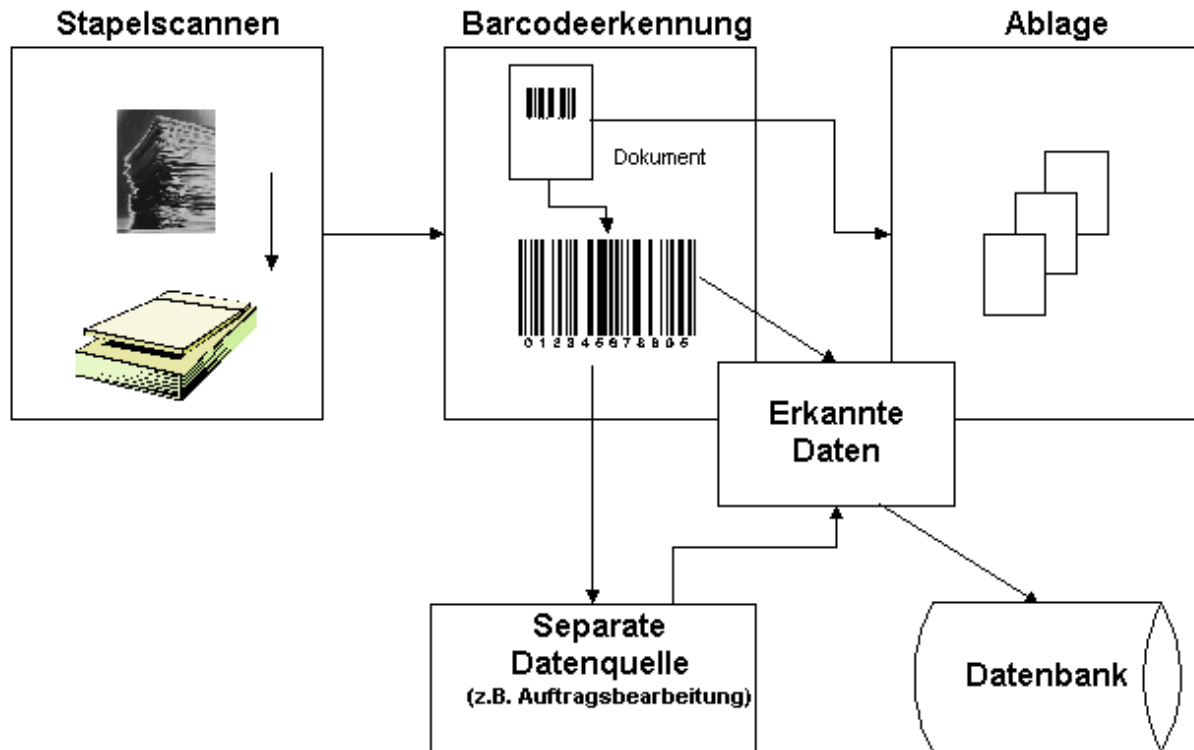 Stapelscannen
Barcodeerkennung
Ablage
Dokument
Erkannte
Daten
Separate
Datenquelle
(z.B. Auftragsbearbeitung)
Datenbank